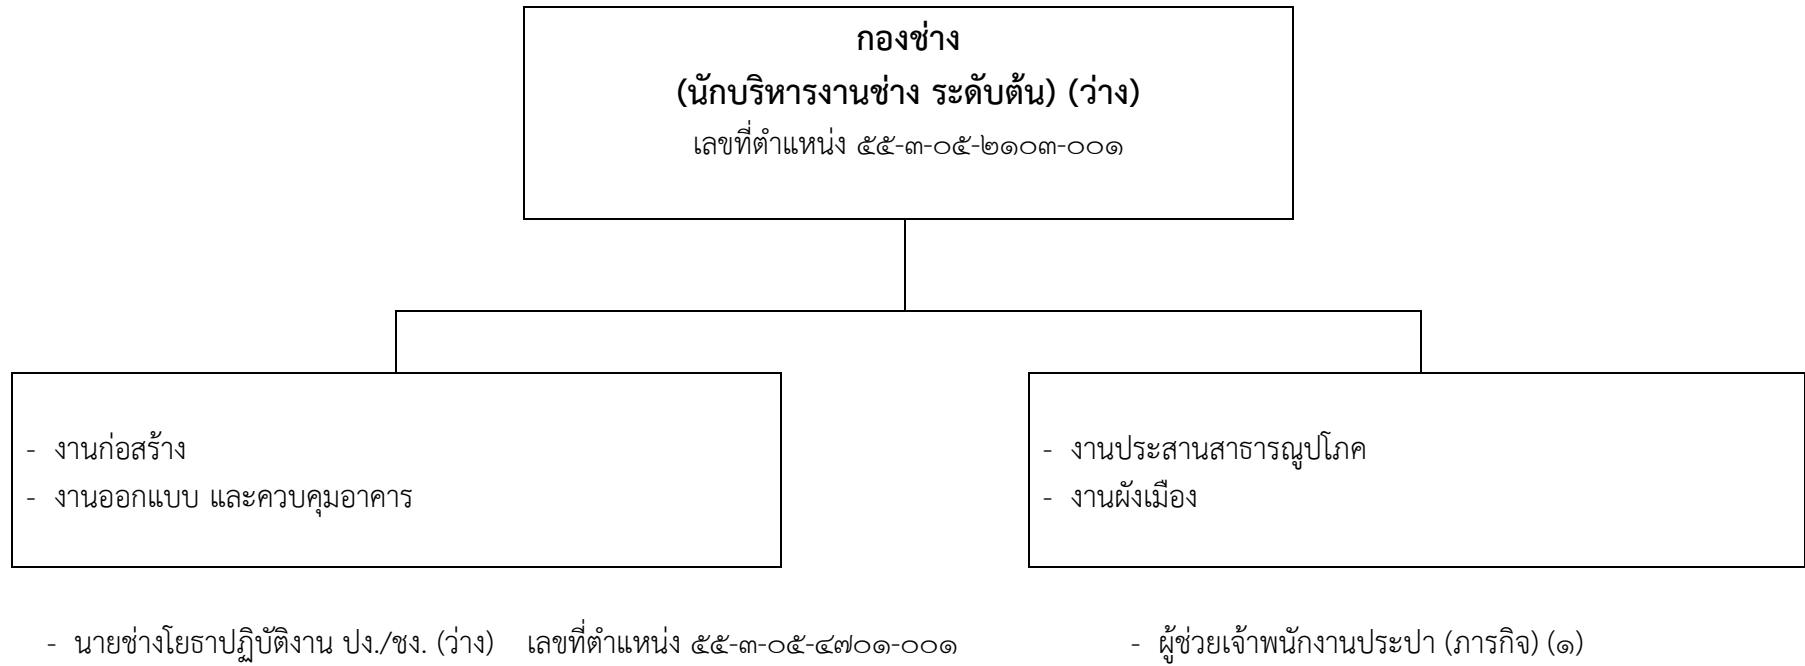 กองช่าง
(นักบริหารงานช่าง ระดับต้น) (ว่าง)
เลขที่ตำแหน่ง ๕๕-๓-๐๕-๒๑๐๓-๐๐๑
- งานก่อสร้าง
- งานออกแบบ และควบคุมอาคาร
- งานประสานสาธารณูปโภค
- งานผังเมือง
- นายช่างโยธาปฏิบัติงาน ปง./ชง. (ว่าง) เลขที่ตำแหน่ง ๕๕-๓-๐๕-๔๗๐๑-๐๐๑
- ผู้ช่วยเจ้าพนักงานประปา (ภารกิจ) (๑)